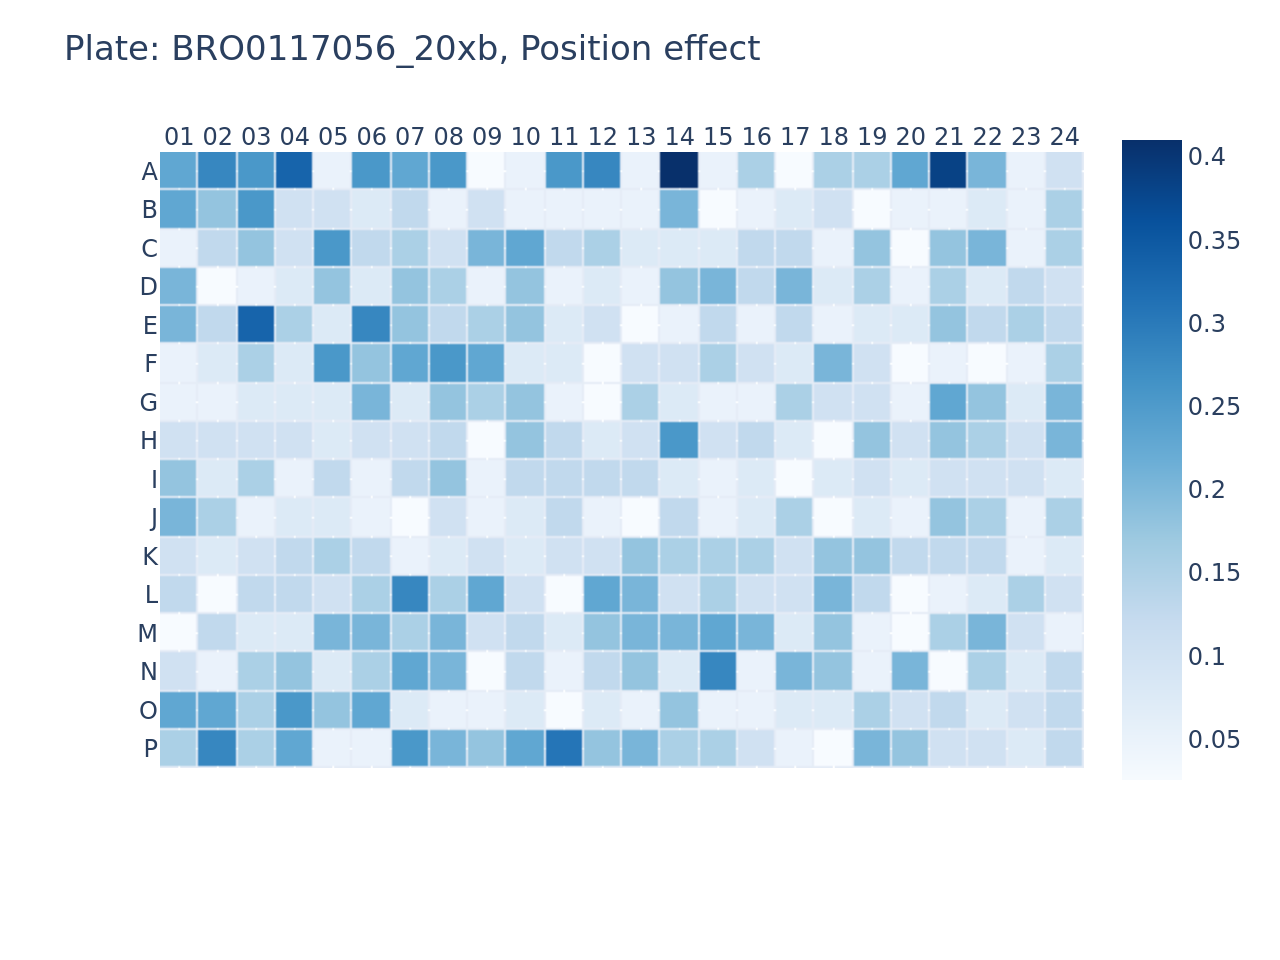 Plate: BRO0117056_20xb, Position effect
01 02 03 04 05 06 07 08 09 10 11 12 13 14 15 16 17 18 19 20 21 22 23 24
A
B
C
D
E
F
G
H
I
J
K
L
M
N
O
P
0.4
0.35
0.3
0.25
0.2
0.15
0.1
0.05